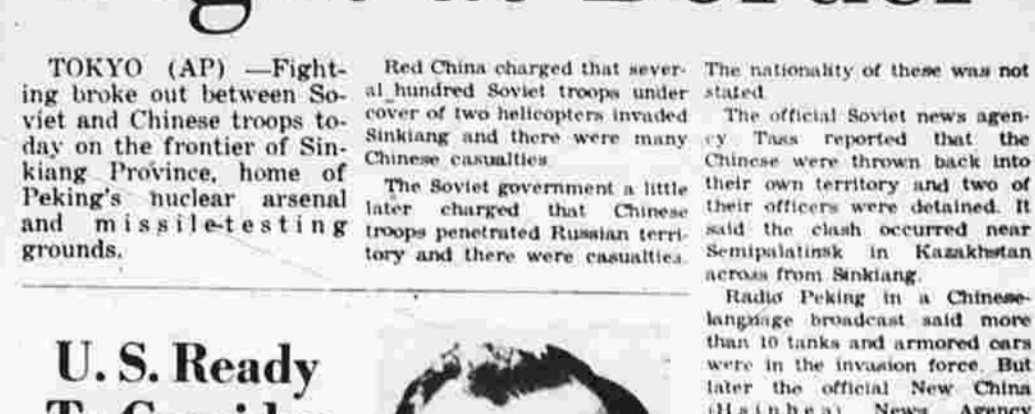 Border
TOKYO (AP) —Fight-
ing broke out between So-
viet and Chinese troops to-
day on the frontier of Sin-
kiang Province, home of
Peking's nuclear arsenal
and missile-testing
grounds.
Red China charged that sever-
al hundred Soviet troops under
cover of two helicopters invaded
Sinkiang and there were many
Chinese casualties
The Soviet government a little
later charged that Chinese
troops penetrated Russian terri-
tory and there were casualties.
The nationality of these was not
stated
The official Soviet news agen-
cy Tass reported that the
Chinese were thrown back into
their own territory and two of
their officers were detained. It
said the clash occurred near
Semipalatinsk in Kazakhstan
across from Sinkiang.
Radio Peking in a Chinese-
language broadcast said more
than 10 tanks and armored cars
were in the invasion force. But
later the official New China
(Hsinhua) News Agency
U. S. Ready
To Consider